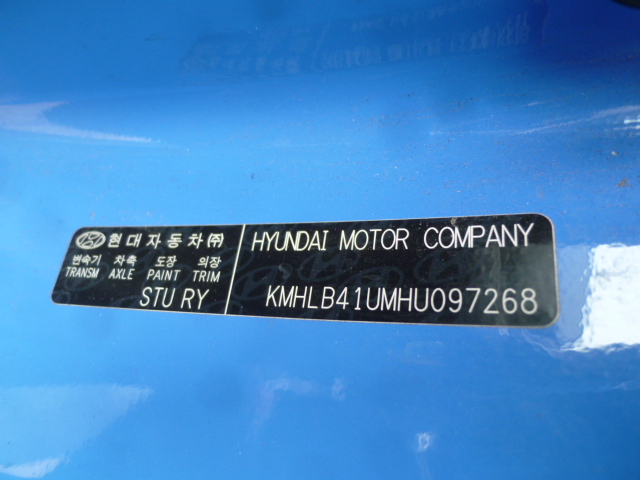 현대자동차㈜
변속기 차축 도장 의장
TRANSM AXLE PAINT TRIM
STU RY
HYUNDAI MOTOR COMPANY
KMHLB41UMHU097268